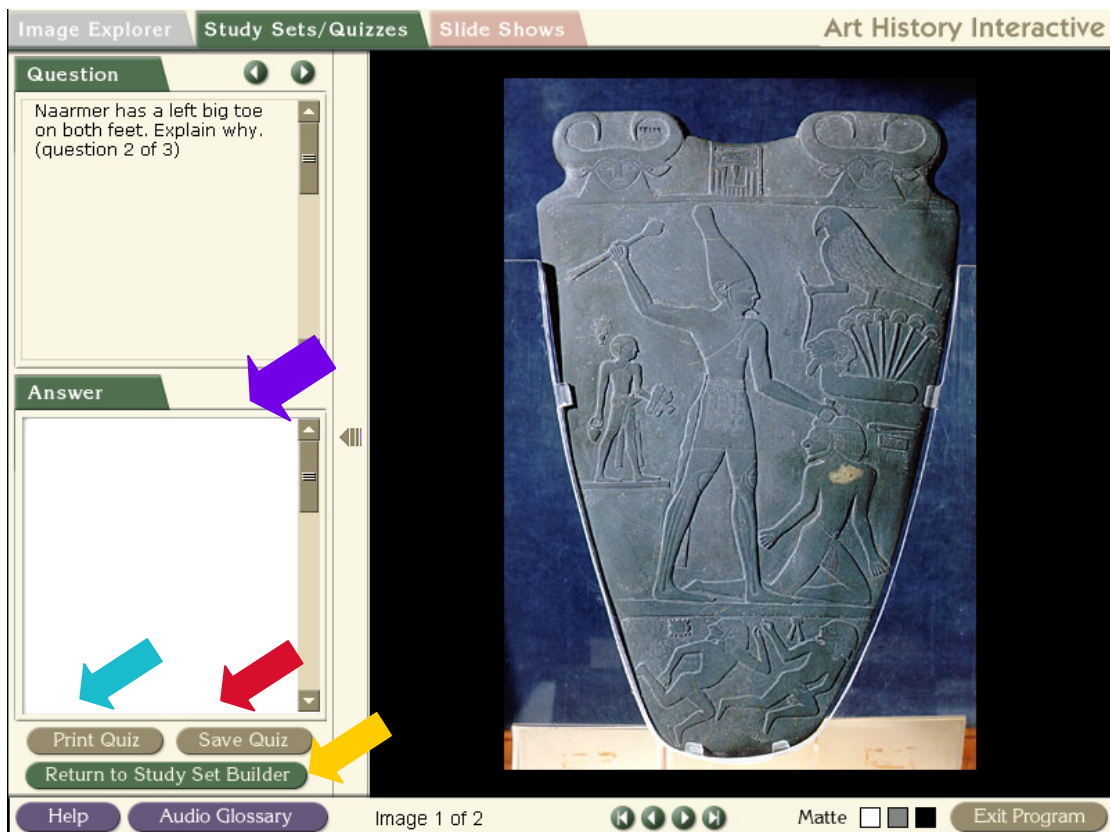 Image Explorer
Study Sets/Quizzes
Slide Shows
Art History Interactive
Question
Naarmer has a left big toe
on both feet. Explain why.
(question 2 of 3)
Answer
Print Quiz
Save Quiz
Return to Study Set Builder
Help
Audio Glossary
Image 1 of 2
Matte
Exit Program